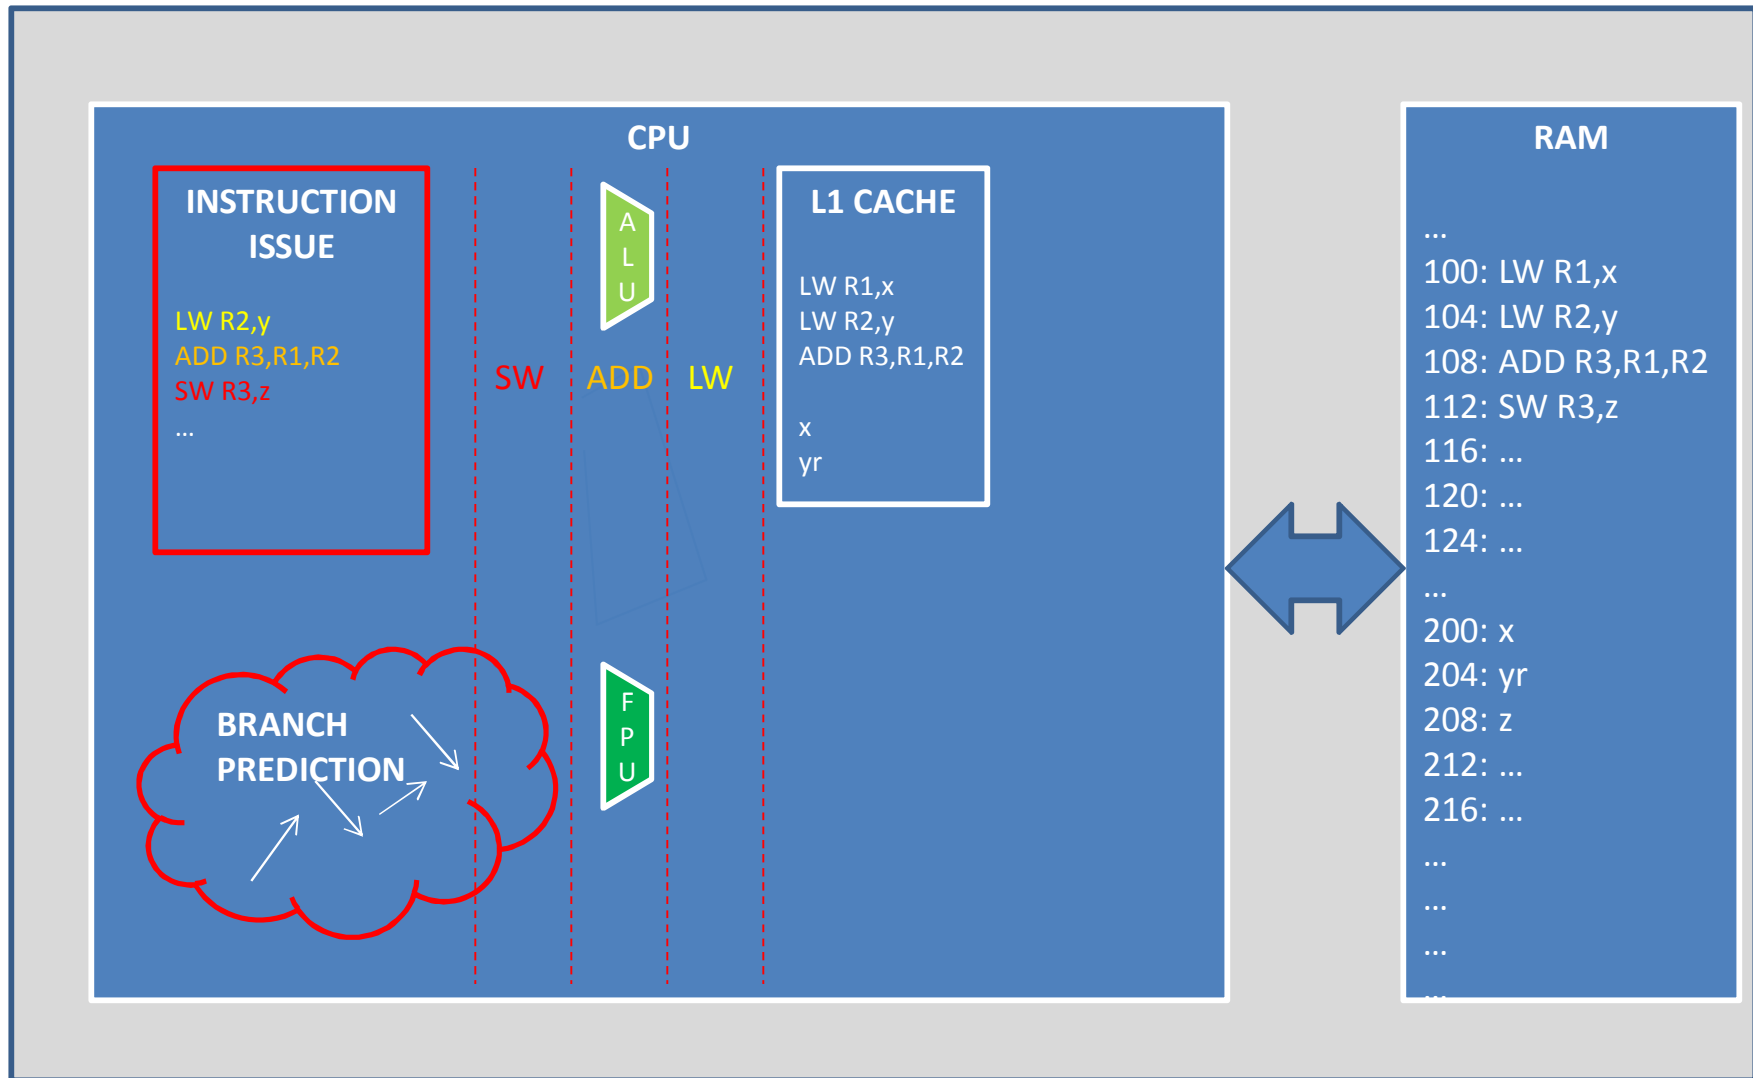 CPU
INSTRUCTION
ISSUE
LW R2,y
ADD R3,R1,R2
SW R3,z
...
SW
ADD
LW
A
L
U
F
P
U
BRANCH
PREDICTION
L1 CACHE
LW R1,x
LW R2,y
ADD R3,R1,R2
x
yr
RAM
...
100: LW R1,x
104: LW R2,y
108: ADD R3,R1,R2
112: SW R3,z
116: ...
120: ...
124: ...
...
200: x
204: yr
208: z
212: ...
216: ...
...
...
...
...